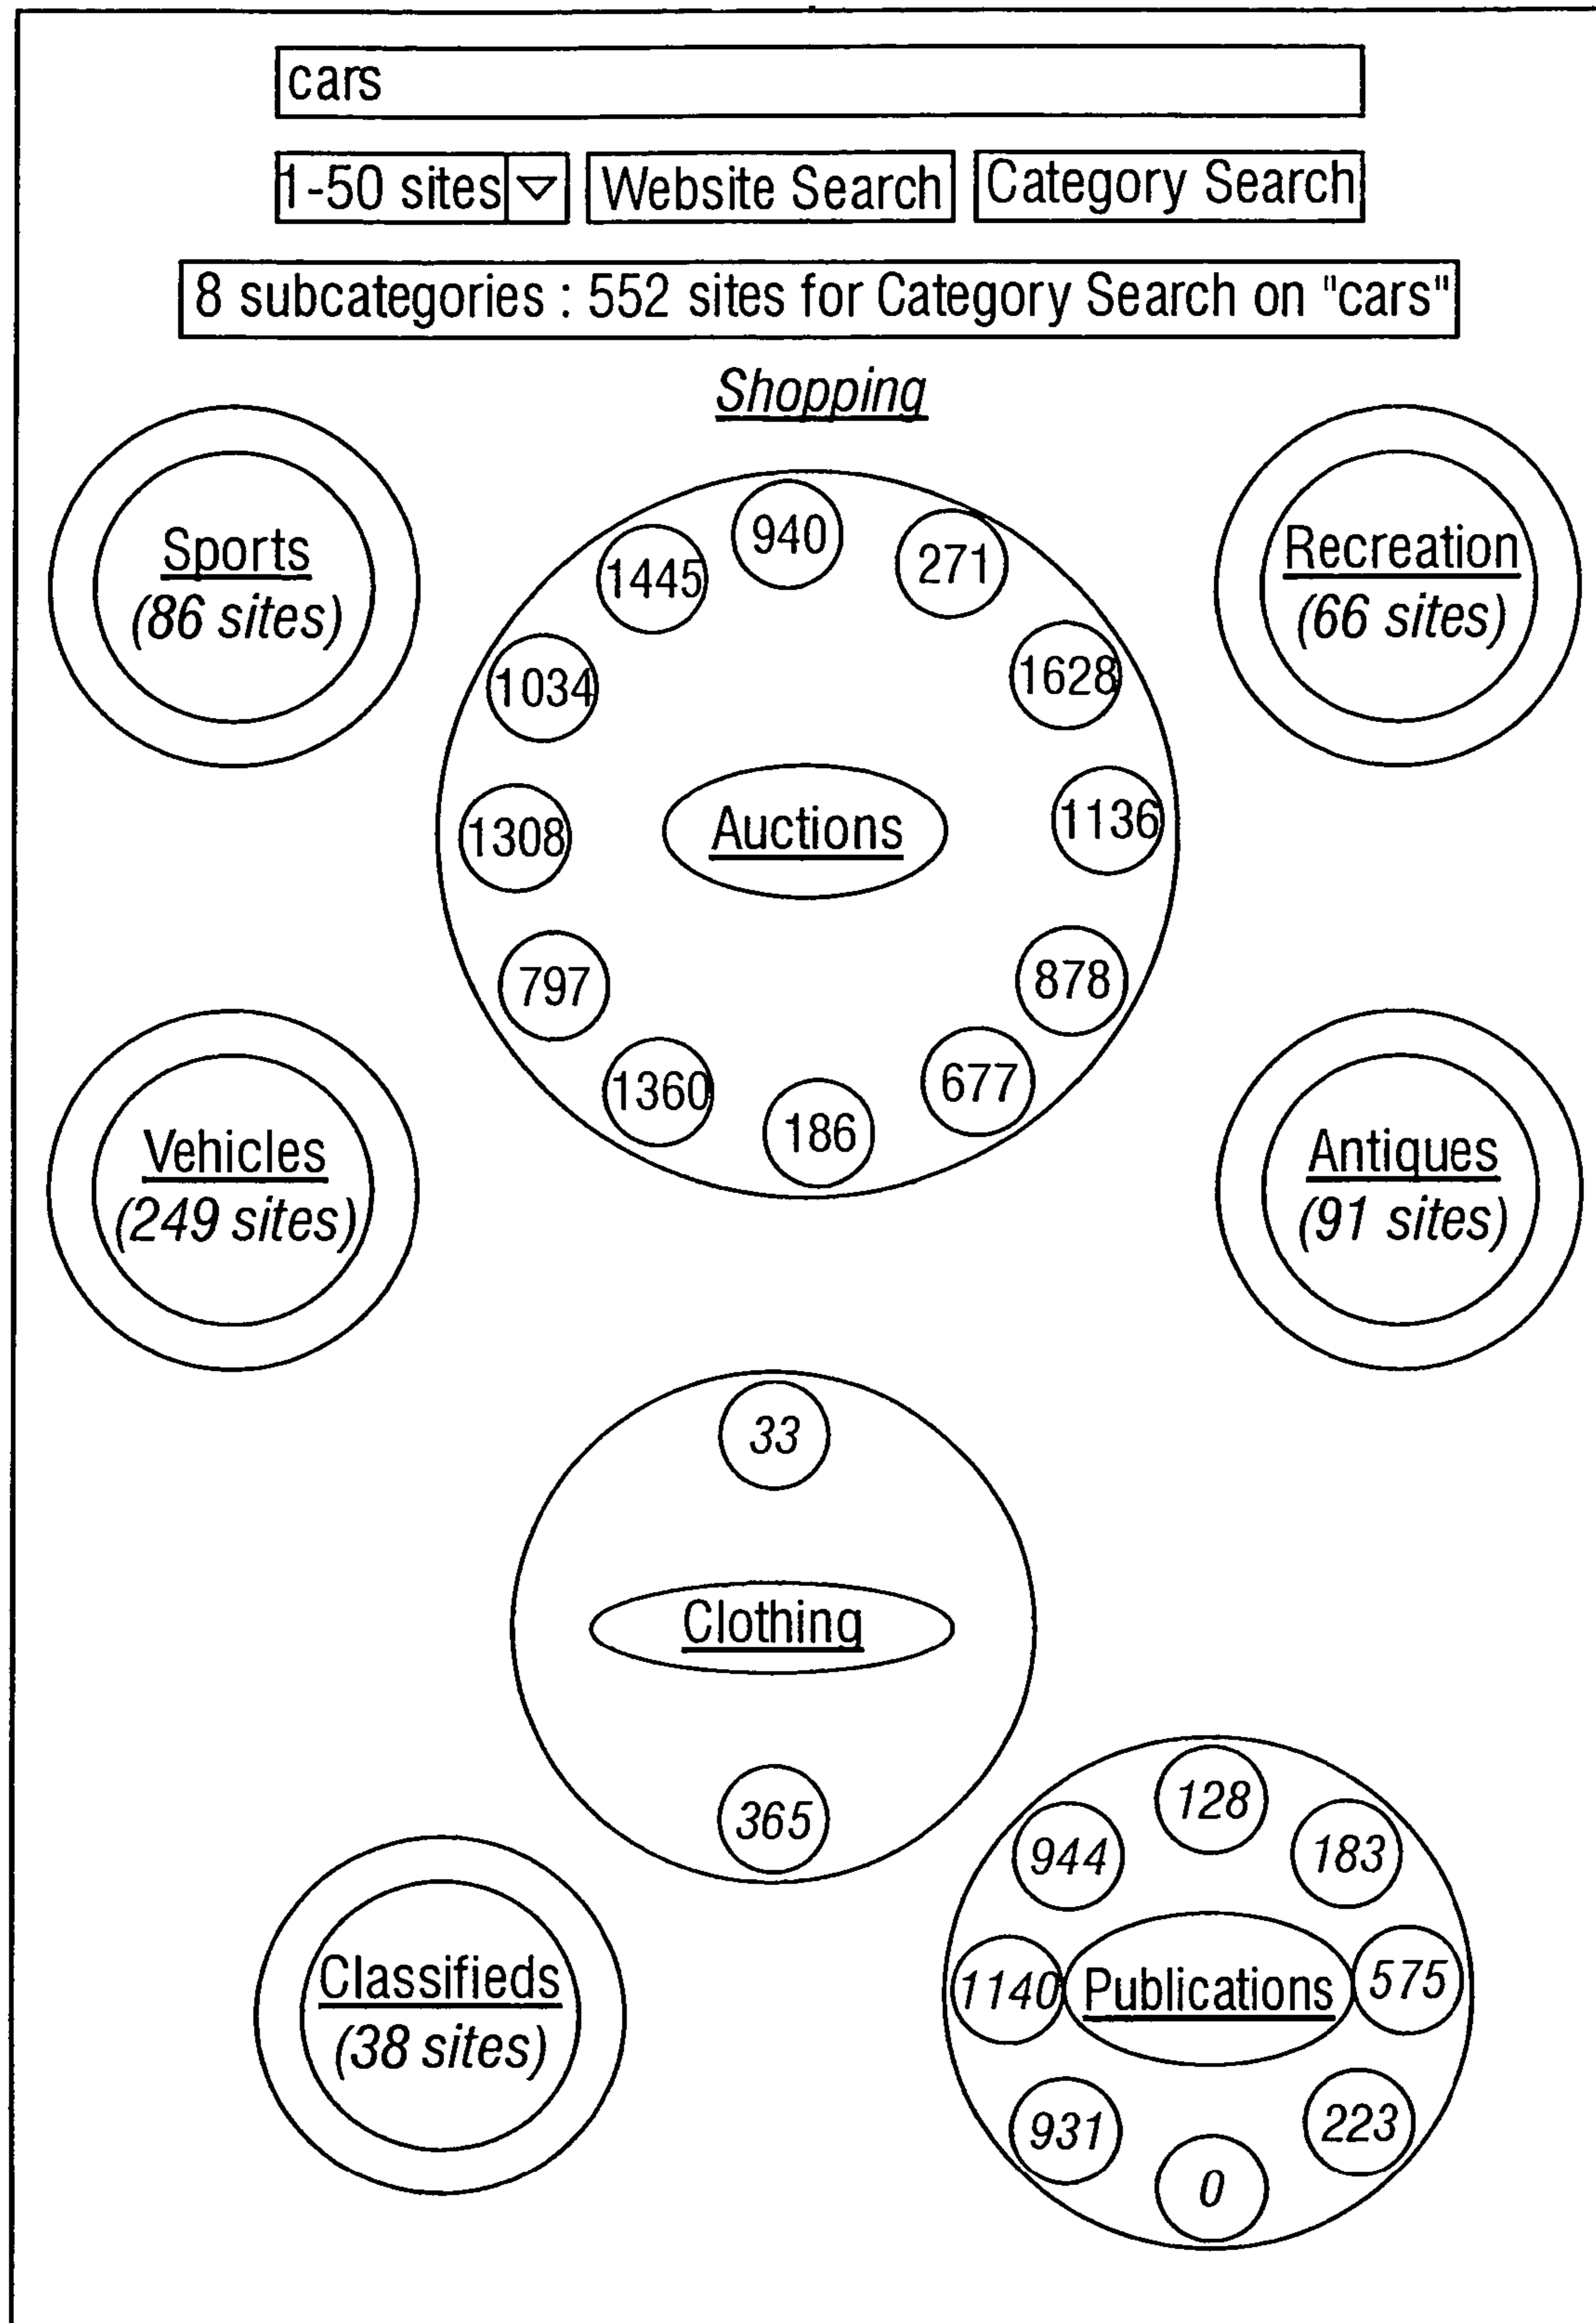 cars
1-50 sites Website Search Category Search
8 subcategories : 552 sites for Category Search on "cars"
Shopping
Sports
(86 sites)
Recreation
(66 sites)
940
271
1445
1628
1034
1136
1308
Auctions
878
797
677
1360
186
Vehicles
(249 sites)
Antiques
(91 sites)
33
Clothing
365
Classifieds
(38 sites)
128
183
944
575
1140
Publications
223
931
0